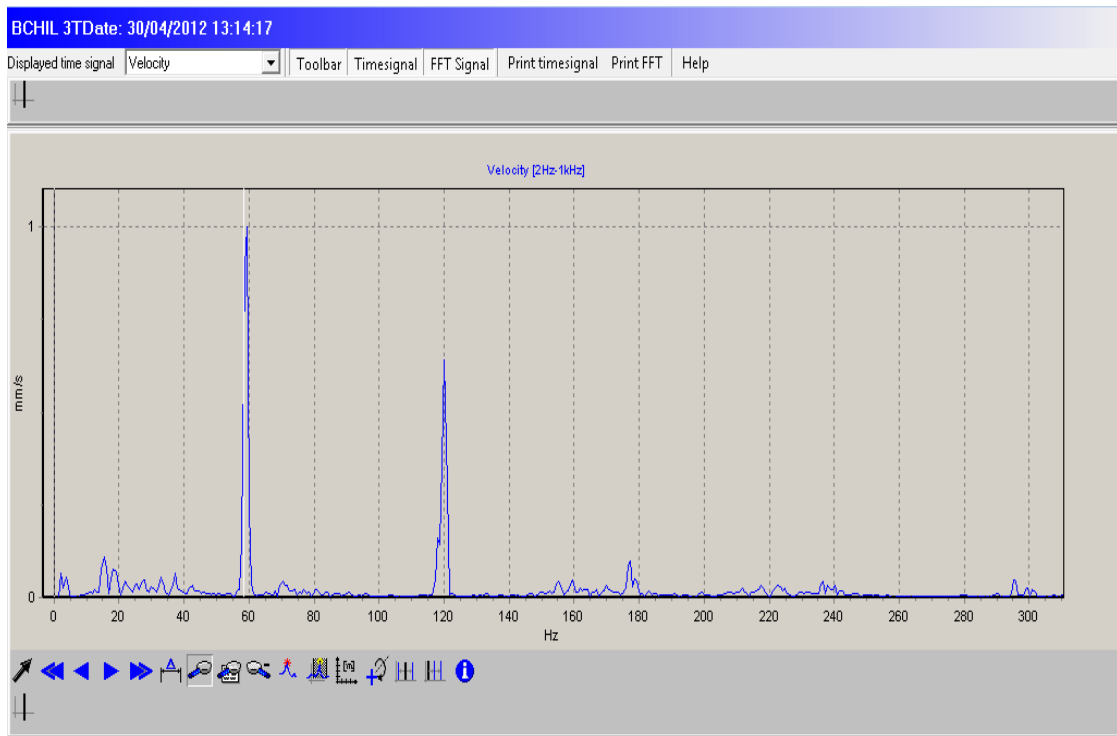 BCHIL 3TDate: 30/04/2012 13:14:17
Displayed time signal Velocity Toolbar Timesignal FFT Signal Print timesignal Print FFT Help
Velocity [2Hz-1kHz]
1
mm/s
0
0 20 40 60 80 100 120 140 160 180 200 220 240 260 280 300
Hz
[m]